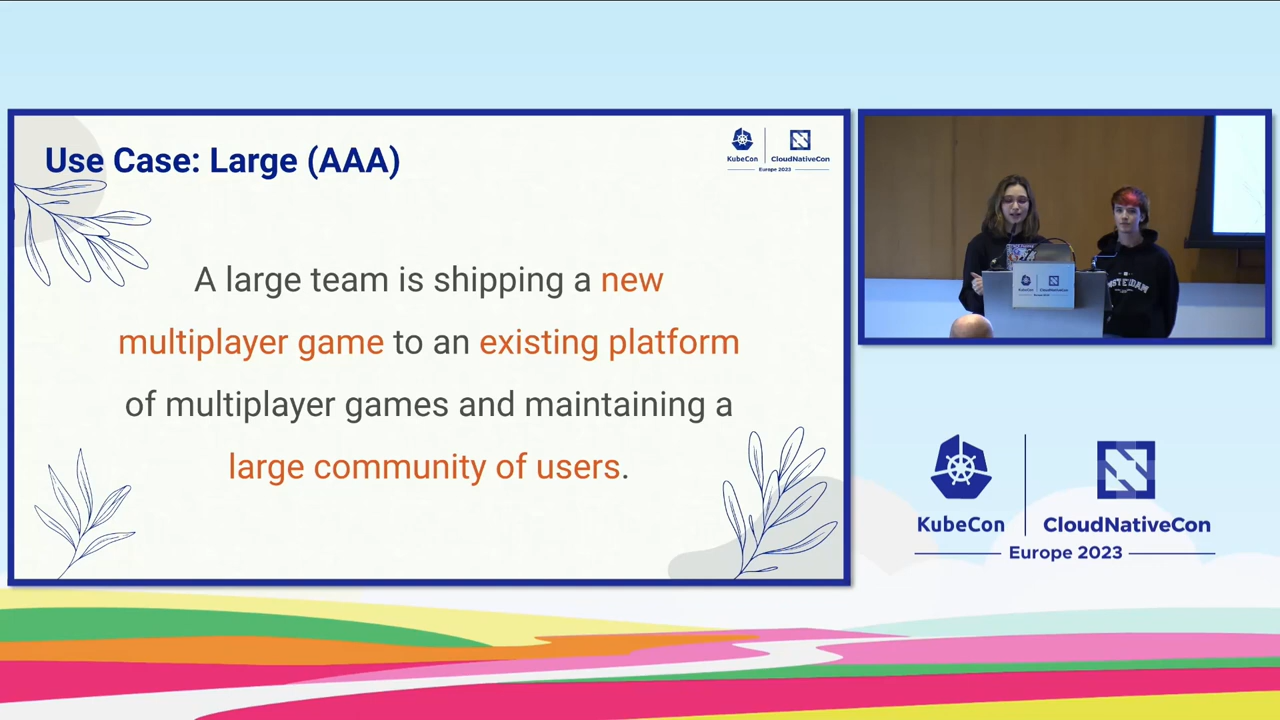 Use Case: Large (AAA)
KubeCon
CloudNativeCon
Europe 2023
A large team is shipping a new
multiplayer game to an existing platform
of multiplayer games and maintaining a
large community of users.
KubeCon
CloudNativeCon
Europe 2023